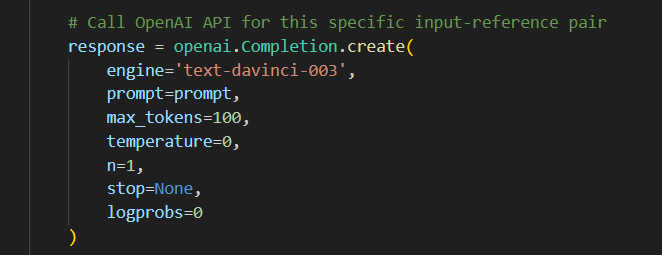 # Call OpenAI API for this specific input-reference pair
response = openai.Completion.create(
    engine='text-davinci-003',
    prompt=prompt,
    max_tokens=100,
    temperature=0,
    n=1,
    stop=None,
    logprobs=0
)